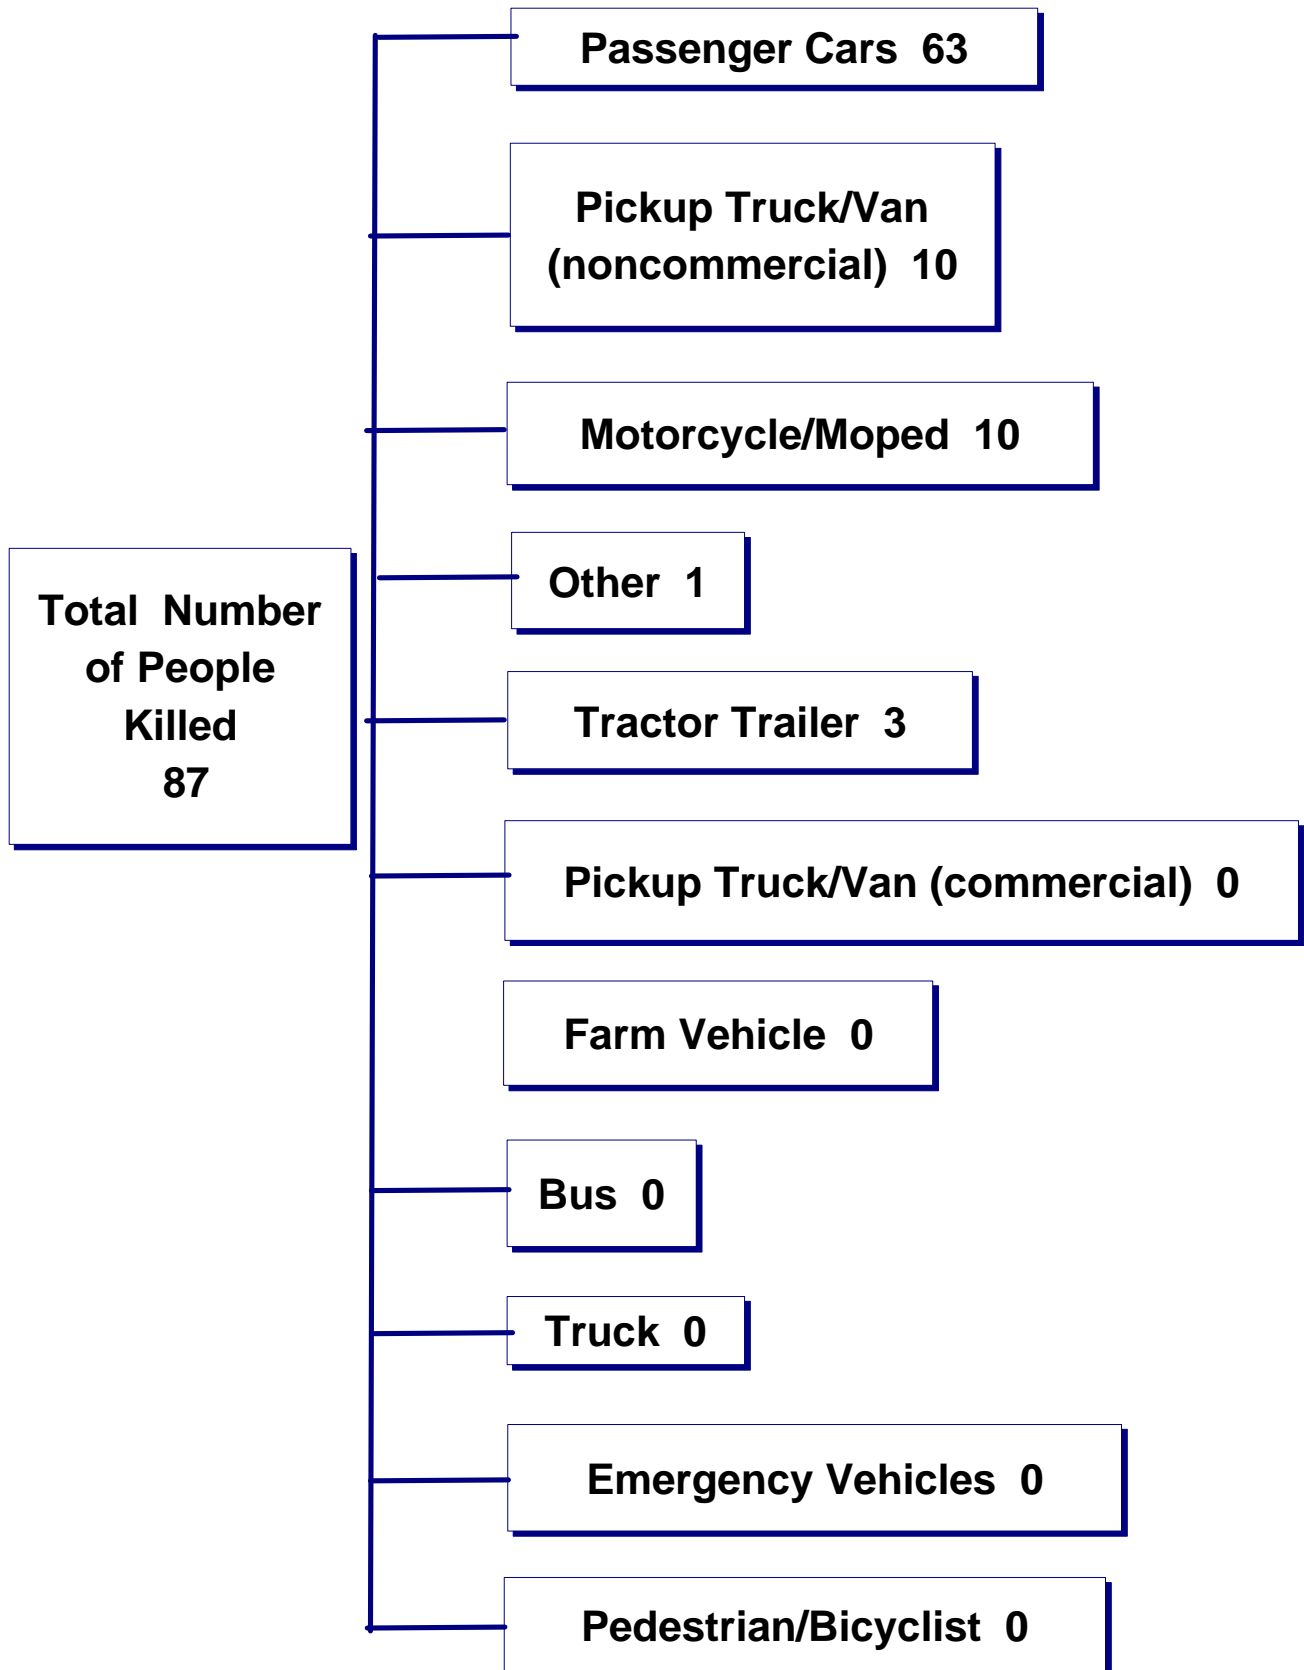 Passenger Cars 63
Pickup Truck/Van
(noncommercial) 10
Motorcycle/Moped 10
Other 1
Total Number
of People
Killed
87
Tractor Trailer 3
Pickup Truck/Van (commercial) 0
Farm Vehicle 0
Bus 0
Truck 0
Emergency Vehicles 0
Pedestrian/Bicyclist 0